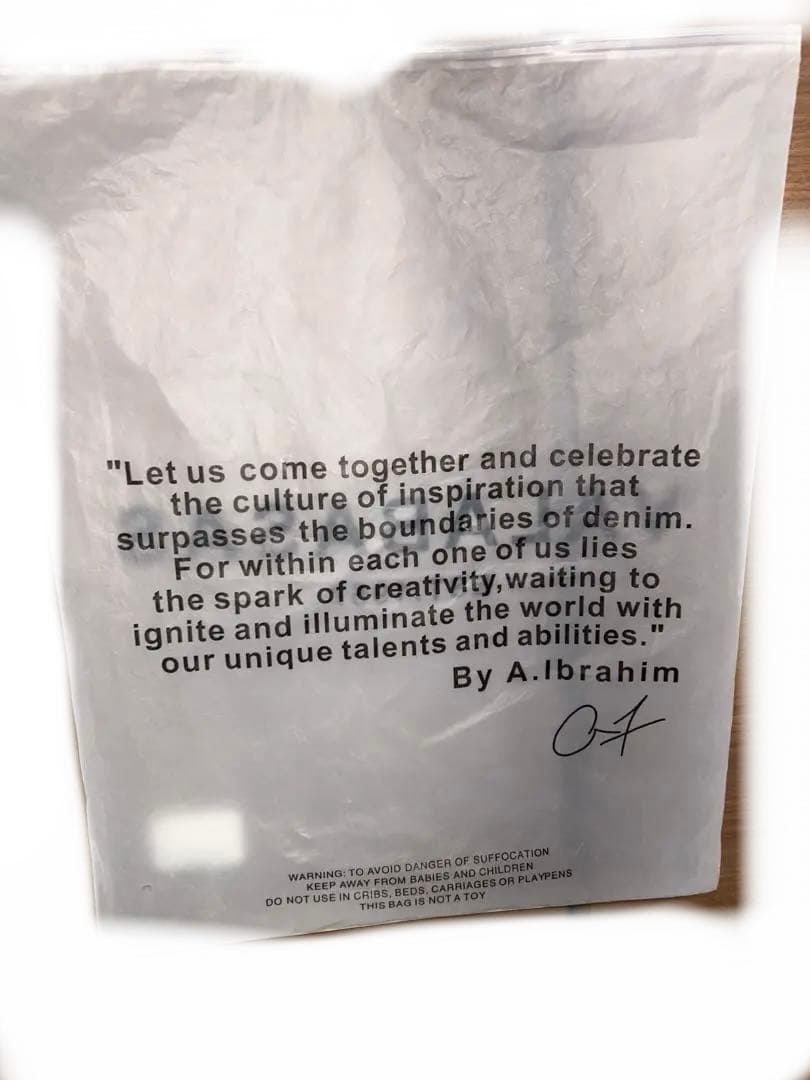 "Let us come together and celebrate
the culture of inspiration that
surpasses the boundaries of denim.
For within each one of us lies
the spark of creativity,waiting to
ignite and illuminate the world with
our unique talents and abilities."
By A.Ibrahim
WARNING: TO AVOID DANGER OF SUFFOCATION
KEEP AWAY FROM BABIES AND CHILDREN
DO NOT USE IN CRIBS, BEDS, CARRIAGES OR PLAYPENS
THIS BAG IS NOT A TOY